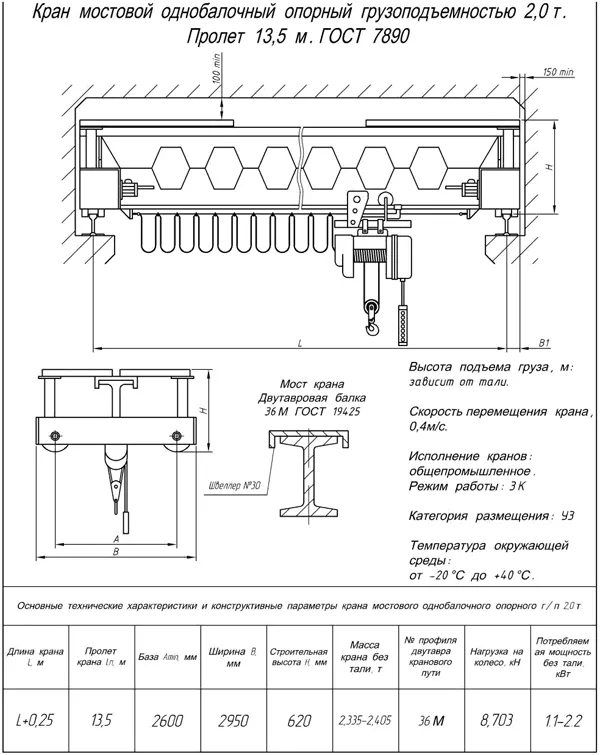 Кран мостовой однобалочный опорный грузоподъемностью 2,0 т.
Пролет 13,5 м. ГОСТ 7890
100 min
150 min
H
L
B1
H
A
B
Мост крана
Двутавровая балка
36М ГОСТ 19425
Швеллер №30
Высота подъема груза, м:
зависит от тали.
Скорость перемещения крана,
0,4м/с.
Исполнение кранов:
общепромышленное.
Режим работы: 3К
Категория размещения: У3
Температура окружающей
среды:
от -20°С до +40°С.
Основные технические характеристики и конструктивные параметры крана мостового однобалочного опорного г/п 2,0 т
Длина крана
L, м
Пролет
крана Lп, м
База Amin, мм
Ширина B,
мм
Строительная
высота H, мм
Масса
крана без
тали, т
№ профиля
двутавра
кранового
пути
Нагрузка на
колесо, кН
Потребляем
ая мощность
без тали,
кВт
L+0,25
13,5
2600
2950
620
2,335-2,405
36 М
8,703
1.1-2.2